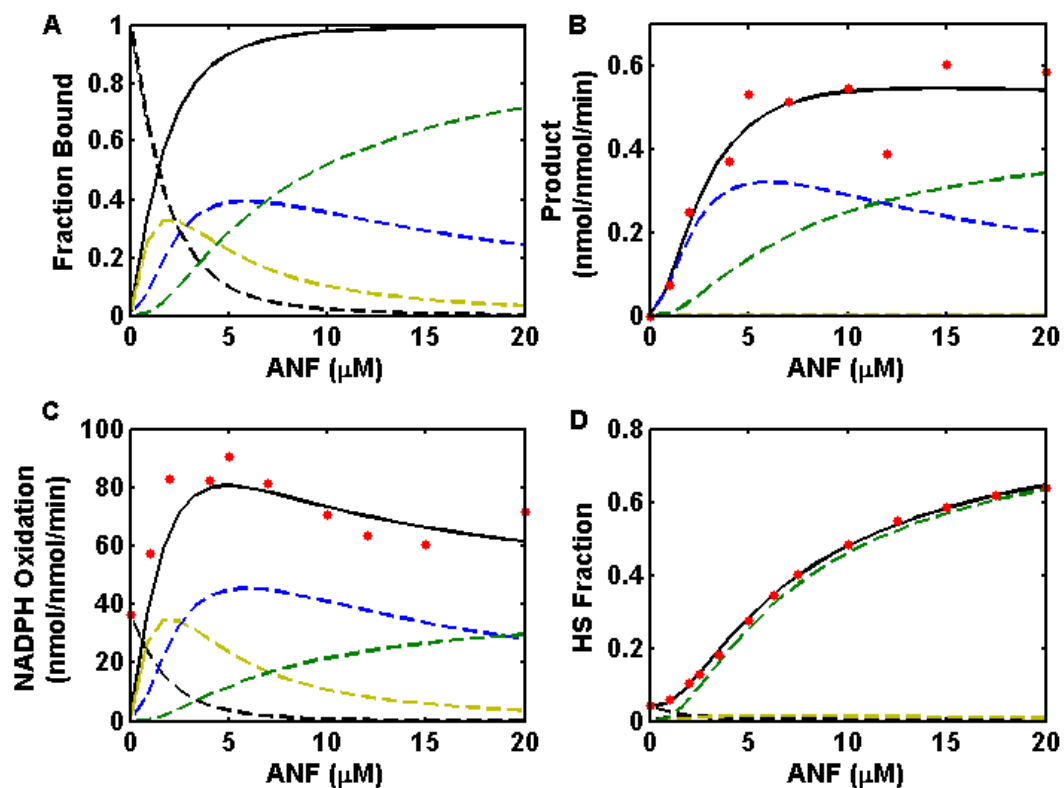 A
Fraction Bound
1
0.8
0.6
0.4
0.2
0
0 5 10 15 20
ANF (μM)
B
Product
(nmol/nmol/min)
0.6
0.4
0.2
0
0 5 10 15 20
ANF (μM)
C
NADPH Oxidation
(nmol/nmol/min)
100
80
60
40
20
0
0 5 10 15 20
ANF (μM)
D
HS Fraction
0.8
0.6
0.4
0.2
0
0 5 10 15 20
ANF (μM)